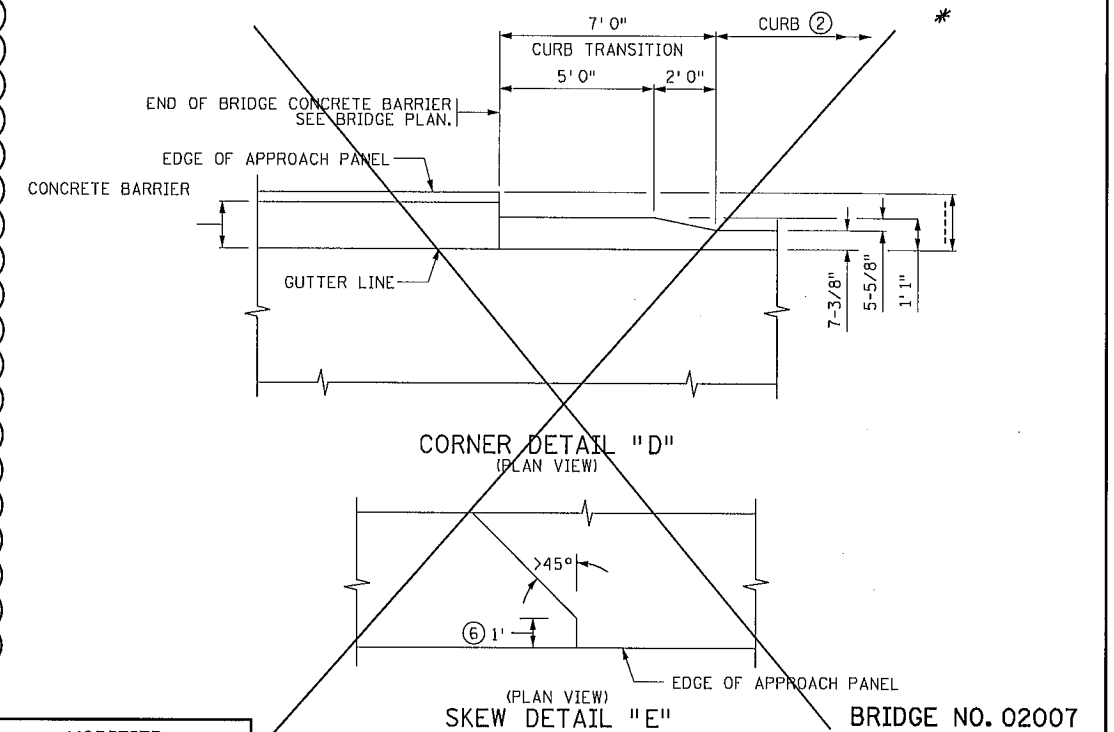 *
7' 0"
CURB ②
CURB TRANSITION
5' 0"
2' 0"
END OF BRIDGE CONCRETE BARRIER
SEE BRIDGE PLAN.
EDGE OF APPROACH PANEL
CONCRETE BARRIER
GUTTER LINE
7-3/8"
5-5/8"
1' 1"
CORNER DETAIL "D"
(PLAN VIEW)
>45°
⑥ 1'
EDGE OF APPROACH PANEL
(PLAN VIEW)
SKEW DETAIL "E"
BRIDGE NO. 02007